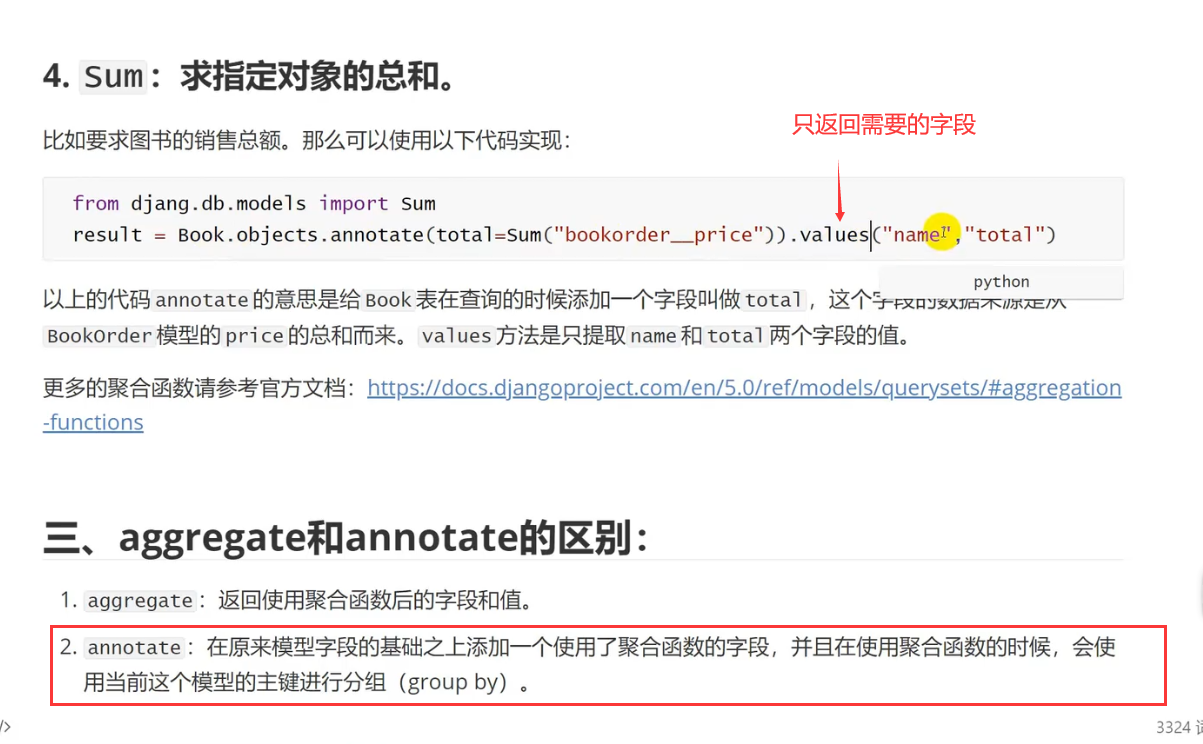 4. Sum：求指定对象的总和。
比如要求图书的销售总额。那么可以使用以下代码实现：
只返回需要的字段
from djang.db.models import Sum
result = Book.objects.annotate(total=Sum("bookorder__price")).values("name","total")
python
以上的代码annotate的意思是给Book表在查询的时候添加一个字段叫做total，这个字段的数据来源是从
BookOrder模型的price的总和而来。values方法是只提取name和total两个字段的值。
更多的聚合函数请参考官方文档：https://docs.djangoproject.com/en/5.0/ref/models/querysets/#aggregation
-functions
三、aggregate和annotate的区别：
1. aggregate：返回使用聚合函数后的字段和值。
2. annotate：在原来模型字段的基础之上添加一个使用了聚合函数的字段，并且在使用聚合函数的时候，会使
用当前这个模型的主键进行分组（group by）。
/>
3324